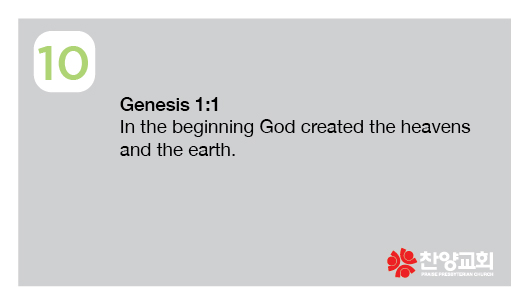 10
Genesis 1:1
In the beginning God created the heavens
and the earth.
찬양교회
PRAISE PRESBYTERIAN CHURCH